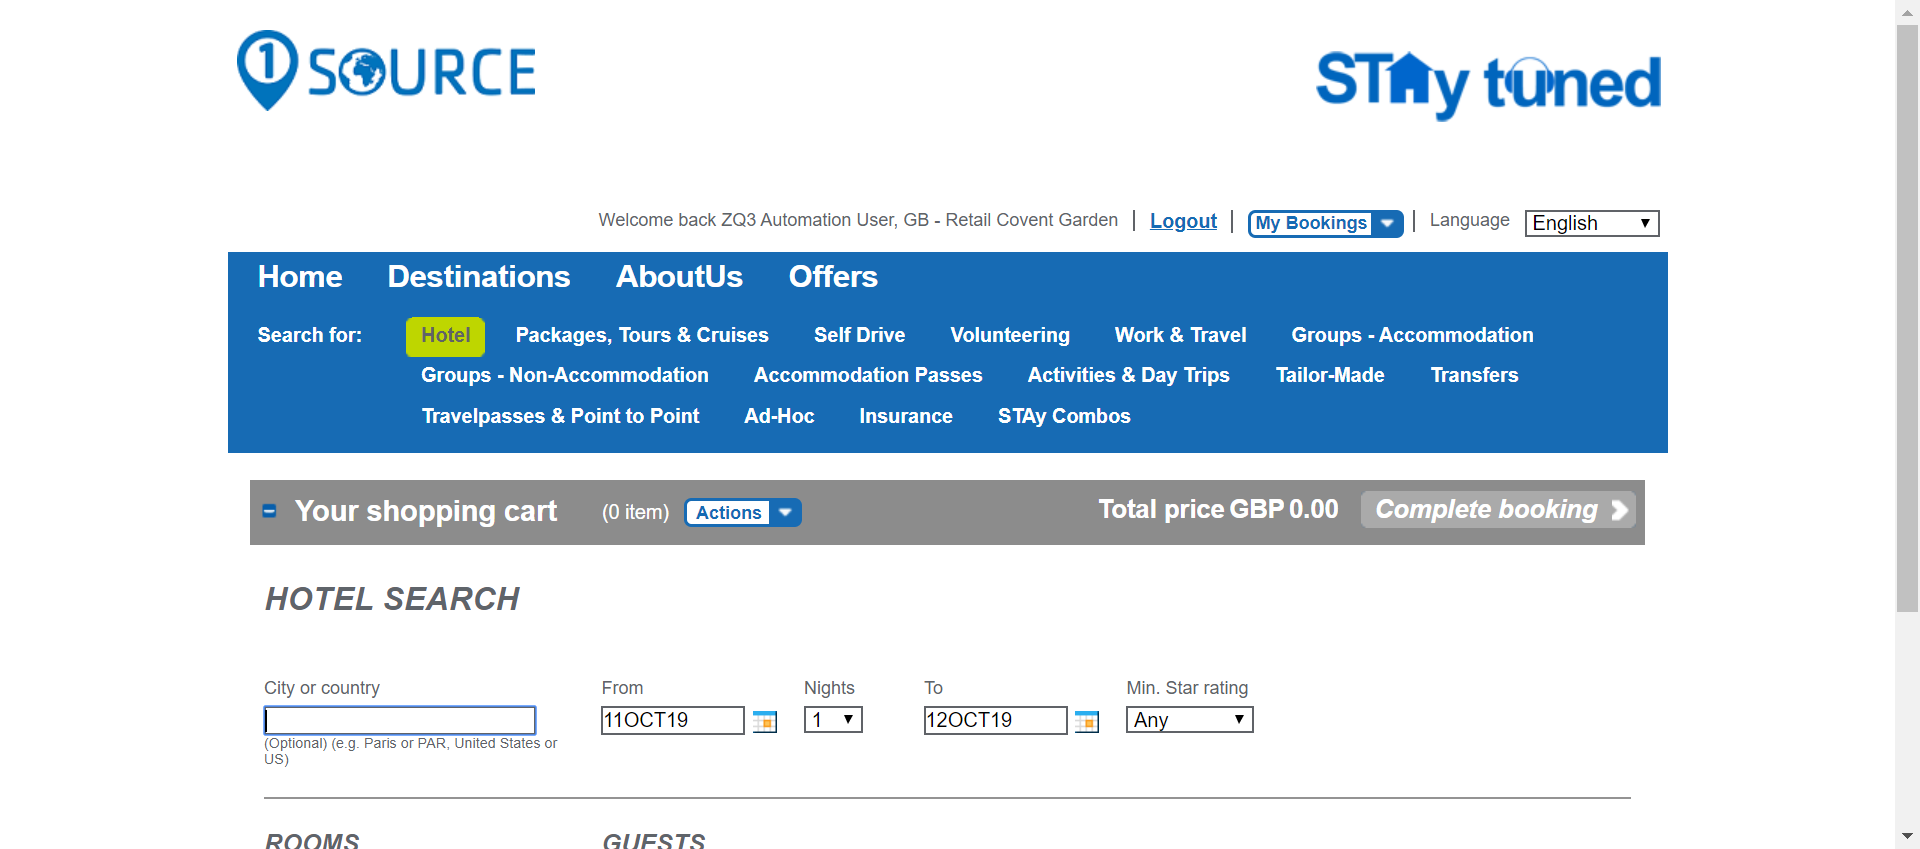 1 SOURCE
STAy tuned
Welcome back ZQ3 Automation User, GB - Retail Covent Garden | Logout | My Bookings | Language English
Home Destinations AboutUs Offers
Search for: Hotel Packages, Tours & Cruises Self Drive Volunteering Work & Travel Groups - Accommodation
Groups - Non-Accommodation Accommodation Passes Activities & Day Trips Tailor-Made Transfers
Travelpasses & Point to Point Ad-Hoc Insurance STAy Combos
Your shopping cart (0 item) Actions Total price GBP 0.00 Complete booking
HOTEL SEARCH
City or country From Nights To Min. Star rating
11OCT19 1 12OCT19 Any
(Optional) (e.g. Paris or PAR, United States or
US)
ROOMS GUESTS